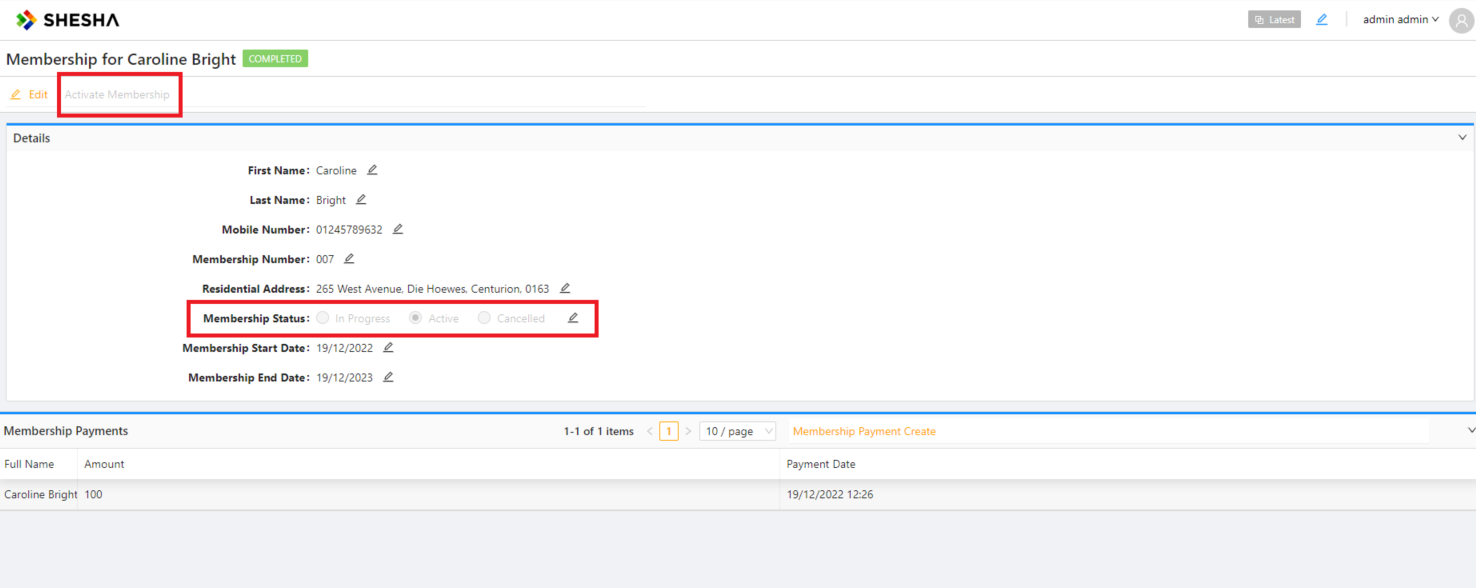 SHESHA
Latest
admin admin
Membership for Caroline Bright COMPLETED
Edit Activate Membership
Details
First Name: Caroline
Last Name: Bright
Mobile Number: 01245789632
Membership Number: 007
Residential Address: 265 West Avenue, Die Hoewes, Centurion, 0163
Membership Status: In Progress Active Cancelled
Membership Start Date: 19/12/2022
Membership End Date: 19/12/2023
Membership Payments 1-1 of 1 items < 1 > 10 / page Membership Payment Create
Full Name Amount Payment Date
Caroline Bright 100 19/12/2022 12:26